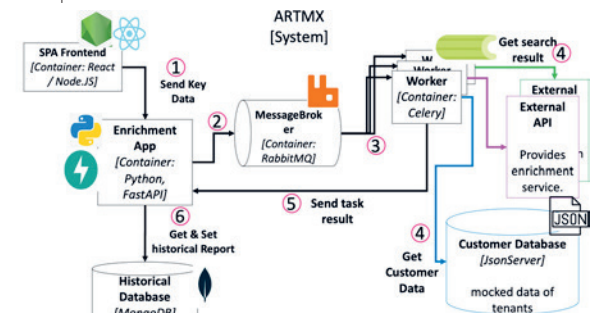 ARTMX
[System]
SPA Frontend
[Container: React
/ Node.JS]
1
Send Key
Data
Enrichment
App
[Container:
Python,
FastAPI]
2
MessageBrok
er
[Container:
RabbitMQ]
3
W
Worker
Worker
[Container:
Celery]
Get search
result
4
External
External
API
Provides
enrichment
service.
n
5
Send task
result
6
Get & Set
historical Report
4
Get
Customer
Data
JSON
Customer Database
[JsonServer]
mocked data of
tenants
Historical
Database
[MongoDB]